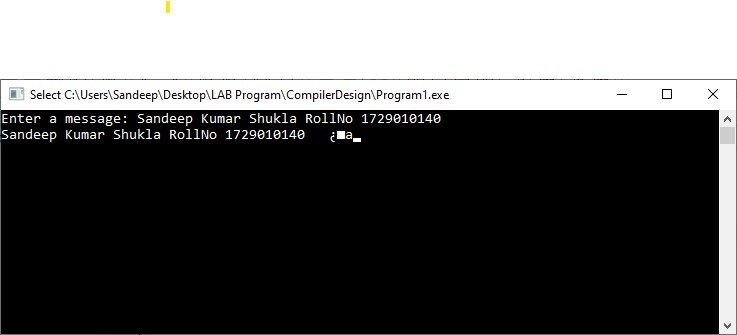 Select C:\Users\Sandeep\Desktop\LAB Program\CompilerDesign\Program1.exe
Enter a message: Sandeep Kumar Shukla RollNo 1729010140
Sandeep Kumar Shukla RollNo 1729010140   ¿■a